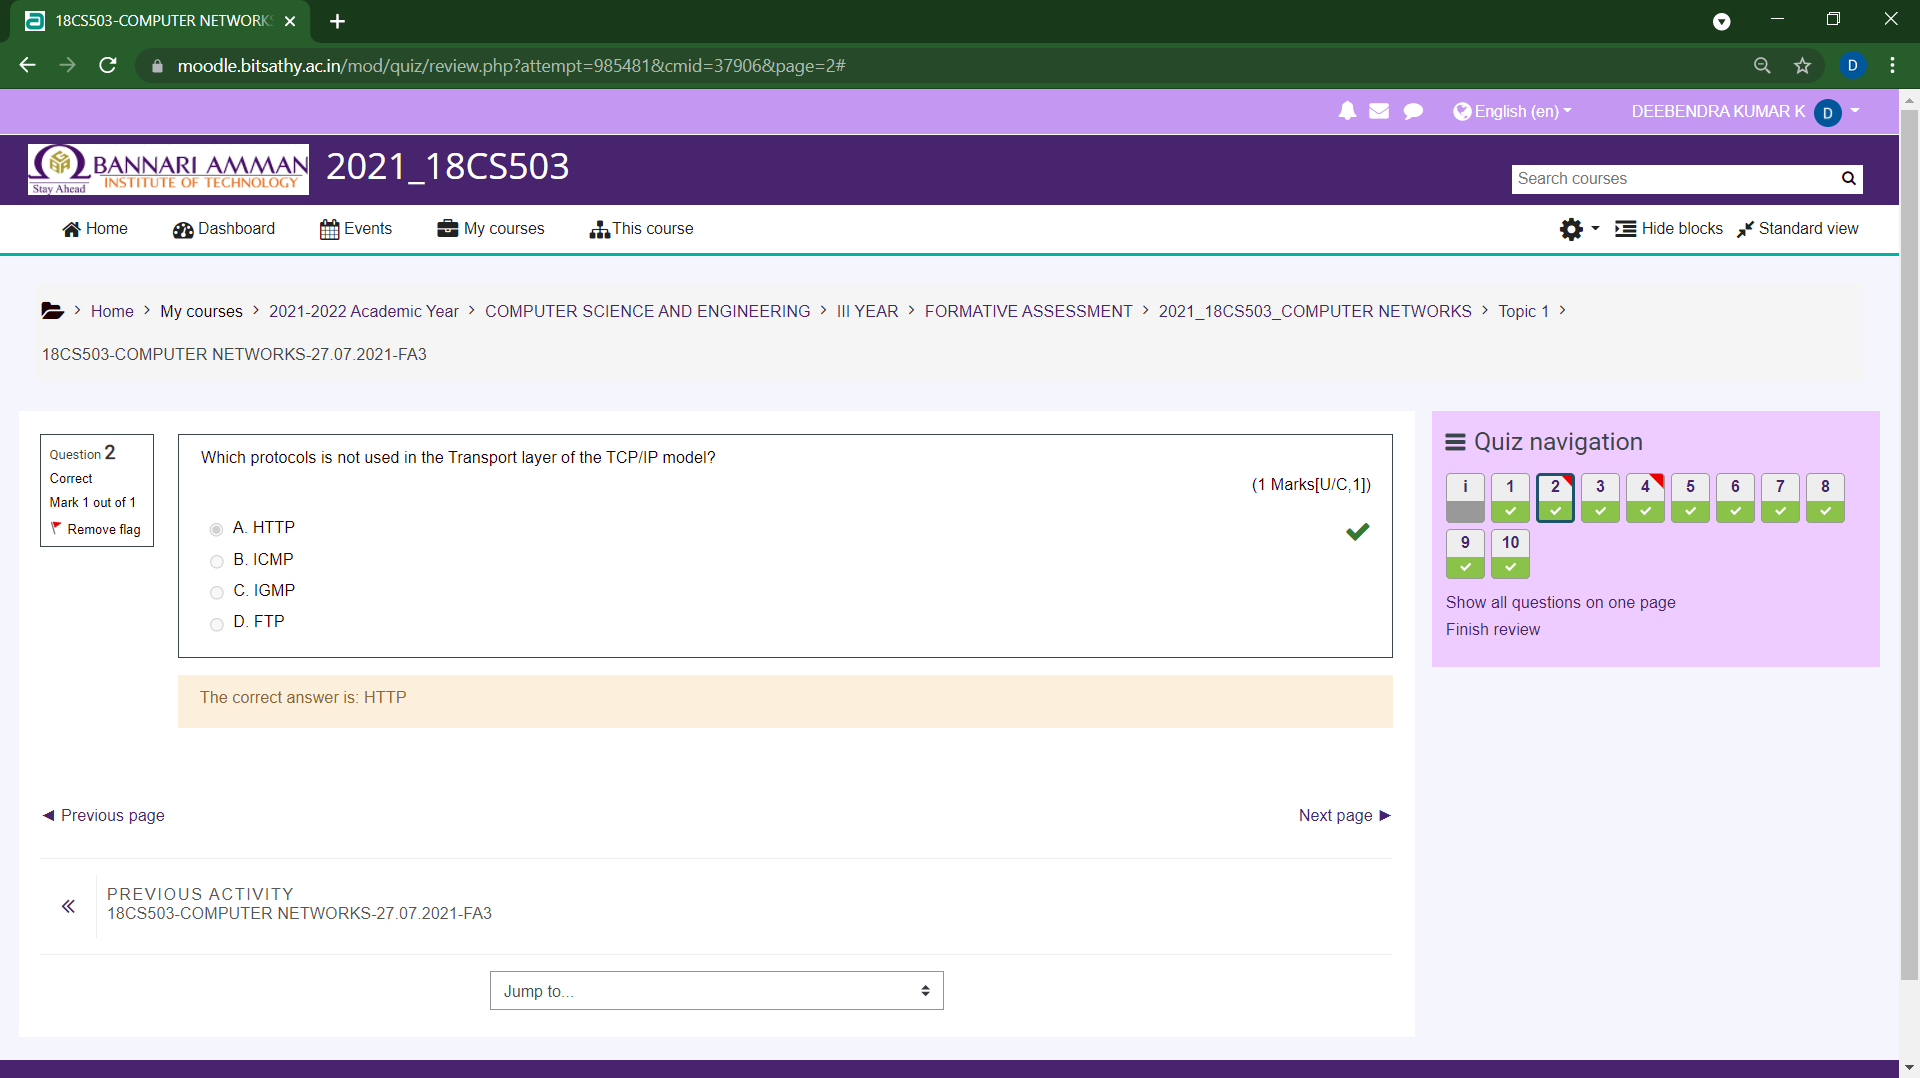 18CS503-COMPUTER NETWORKS
moodle.bitsathy.ac.in/mod/quiz/review.php?attempt=985481&cmid=37906&page=2#
D
English (en)
DEEBENDRA KUMAR K
D
BANNARI AMMAN
INSTITUTE OF TECHNOLOGY
Stay Ahead
2021_18CS503
Search courses
Home
Dashboard
Events
My courses
This course
Hide blocks
Standard view
Home
My courses
2021-2022 Academic Year
COMPUTER SCIENCE AND ENGINEERING
III YEAR
FORMATIVE ASSESSMENT
2021_18CS503_COMPUTER NETWORKS
Topic 1
18CS503-COMPUTER NETWORKS-27.07.2021-FA3
Question 2
Correct
Mark 1 out of 1
Remove flag
Which protocols is not used in the Transport layer of the TCP/IP model?
(1 Marks[U/C,1])
A. HTTP
B. ICMP
C. IGMP
D. FTP
The correct answer is: HTTP
Quiz navigation
i 1 2 3 4 5 6 7 8
9 10
Show all questions on one page
Finish review
◄ Previous page
Next page ►
PREVIOUS ACTIVITY
18CS503-COMPUTER NETWORKS-27.07.2021-FA3
Jump to...